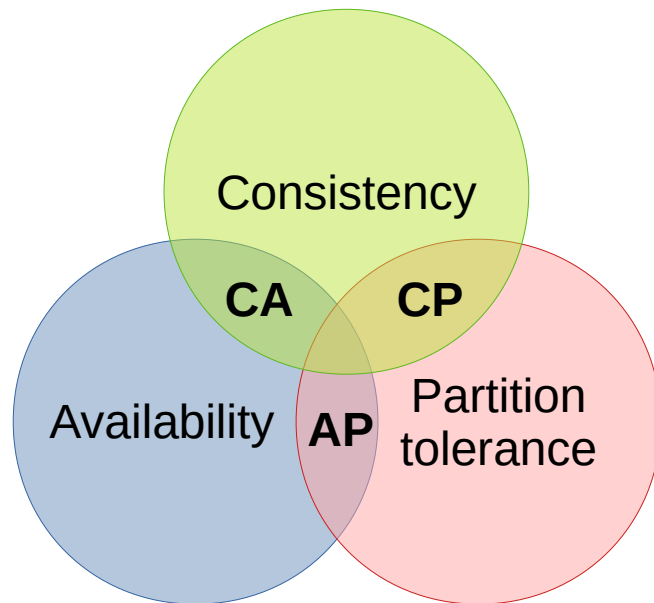 Consistency
CA
CP
Availability
AP
Partition
tolerance